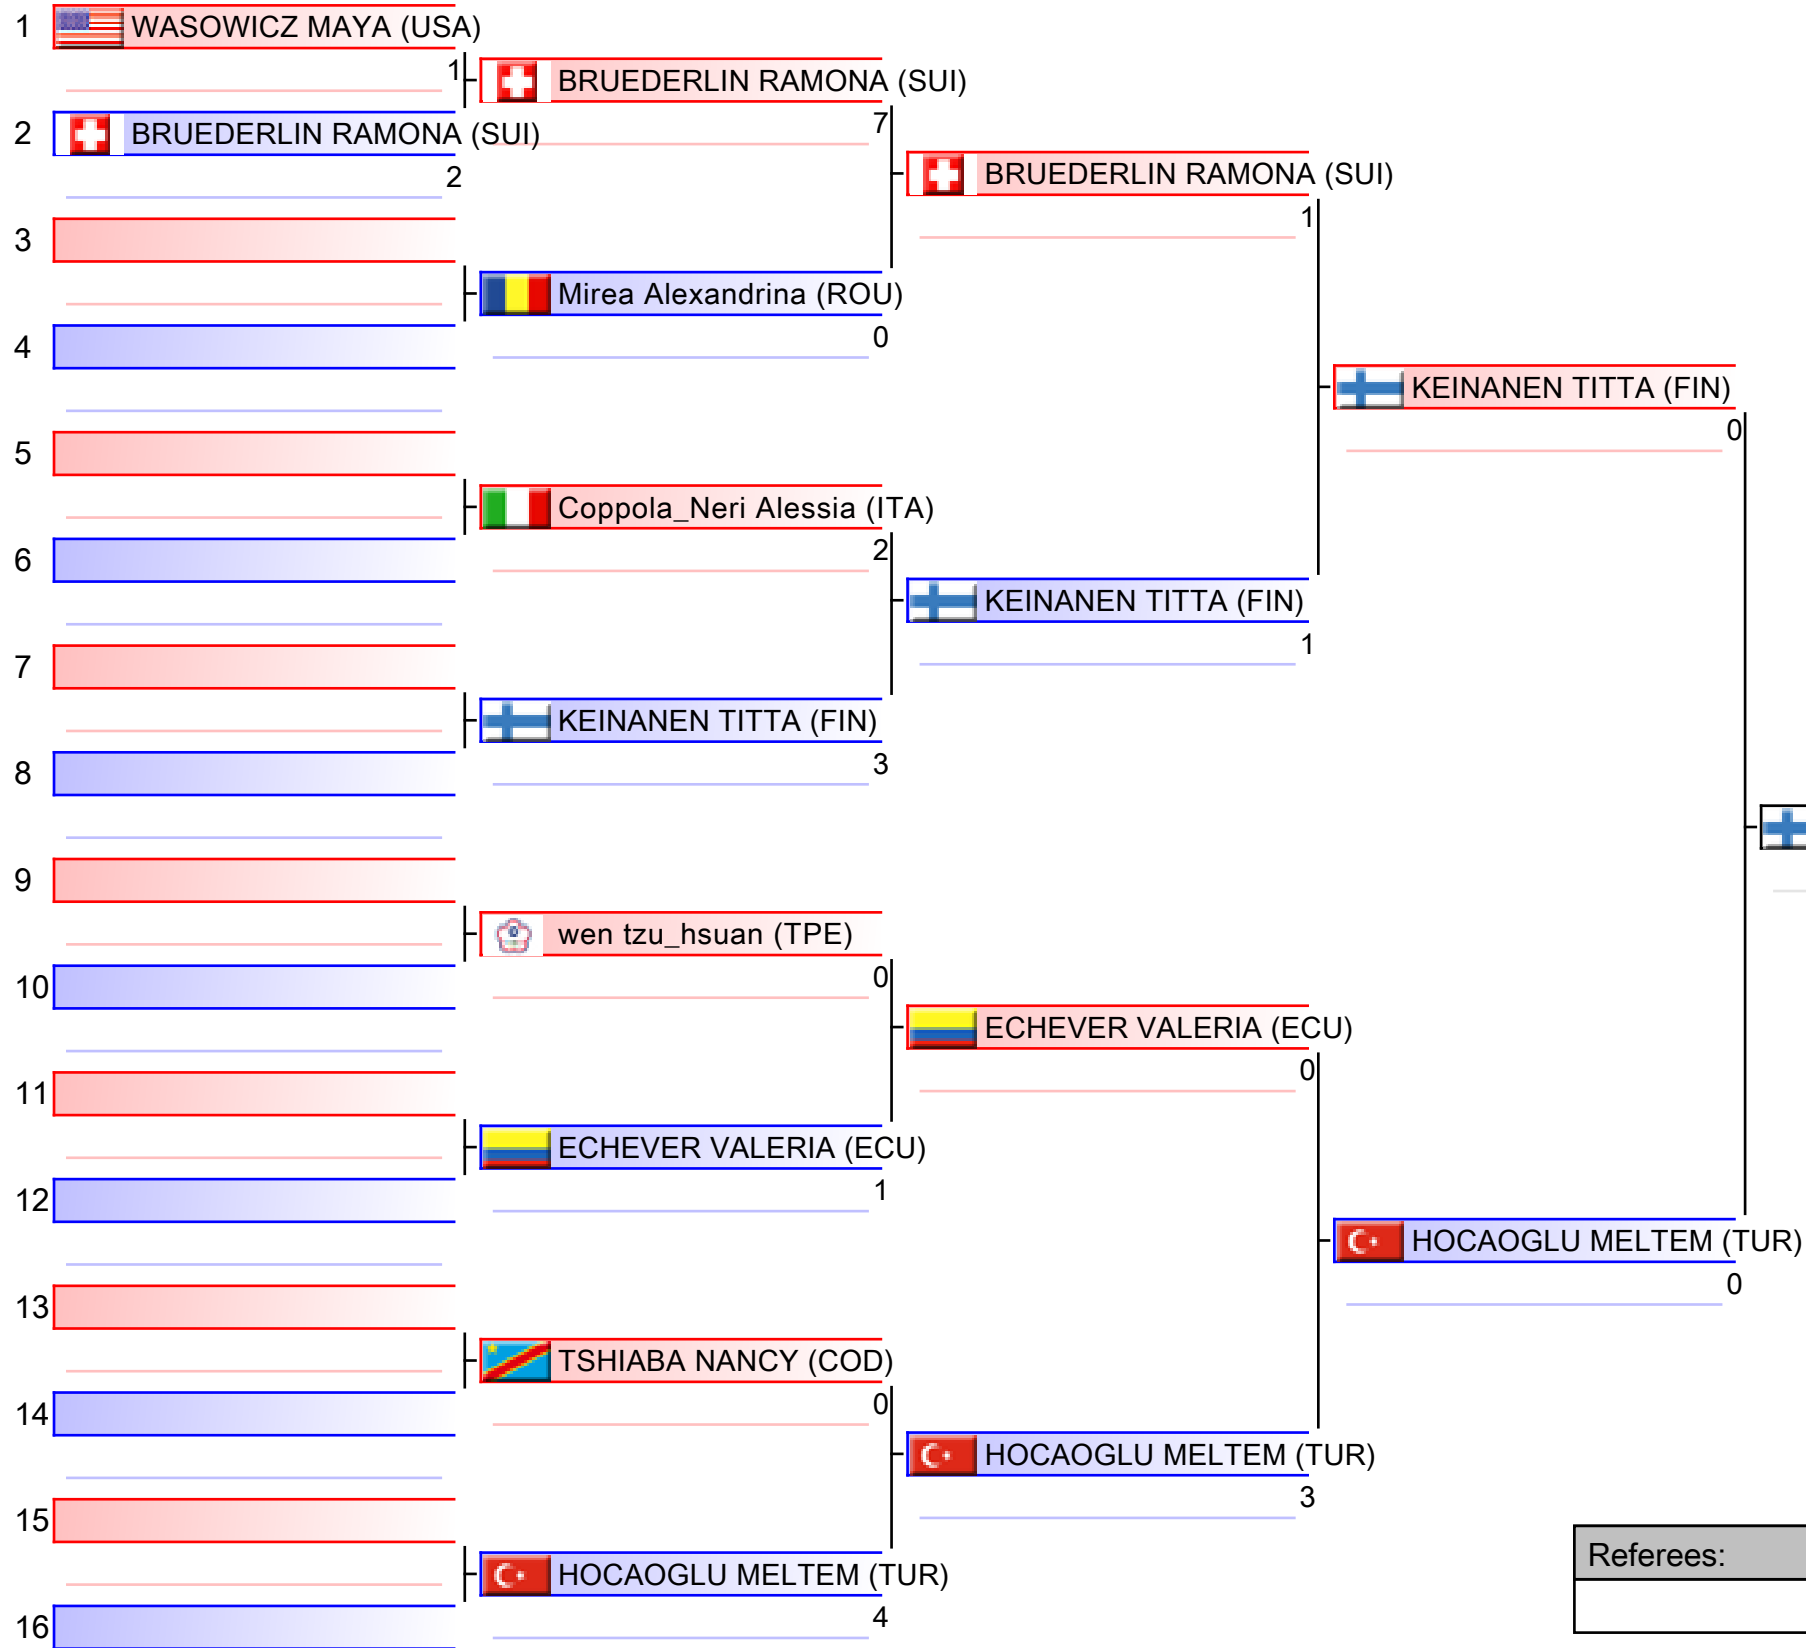 1 WASOWICZ MAYA (USA)
1
BRUEDERLIN RAMONA (SUI)
7
2 BRUEDERLIN RAMONA (SUI)
2
BRUEDERLIN RAMONA (SUI)
1
3
Mirea Alexandrina (ROU)
0
4
KEINANEN TITTA (FIN)
0
5
Coppola_Neri Alessia (ITA)
2
6
KEINANEN TITTA (FIN)
1
7
KEINANEN TITTA (FIN)
3
8
9
wen tzu_hsuan (TPE)
0
10
ECHEVER VALERIA (ECU)
0
11
ECHEVER VALERIA (ECU)
1
12
HOCAOGLU MELTEM (TUR)
0
13
TSHIABA NANCY (COD)
0
14
HOCAOGLU MELTEM (TUR)
3
15
HOCAOGLU MELTEM (TUR)
4
16
Referees: